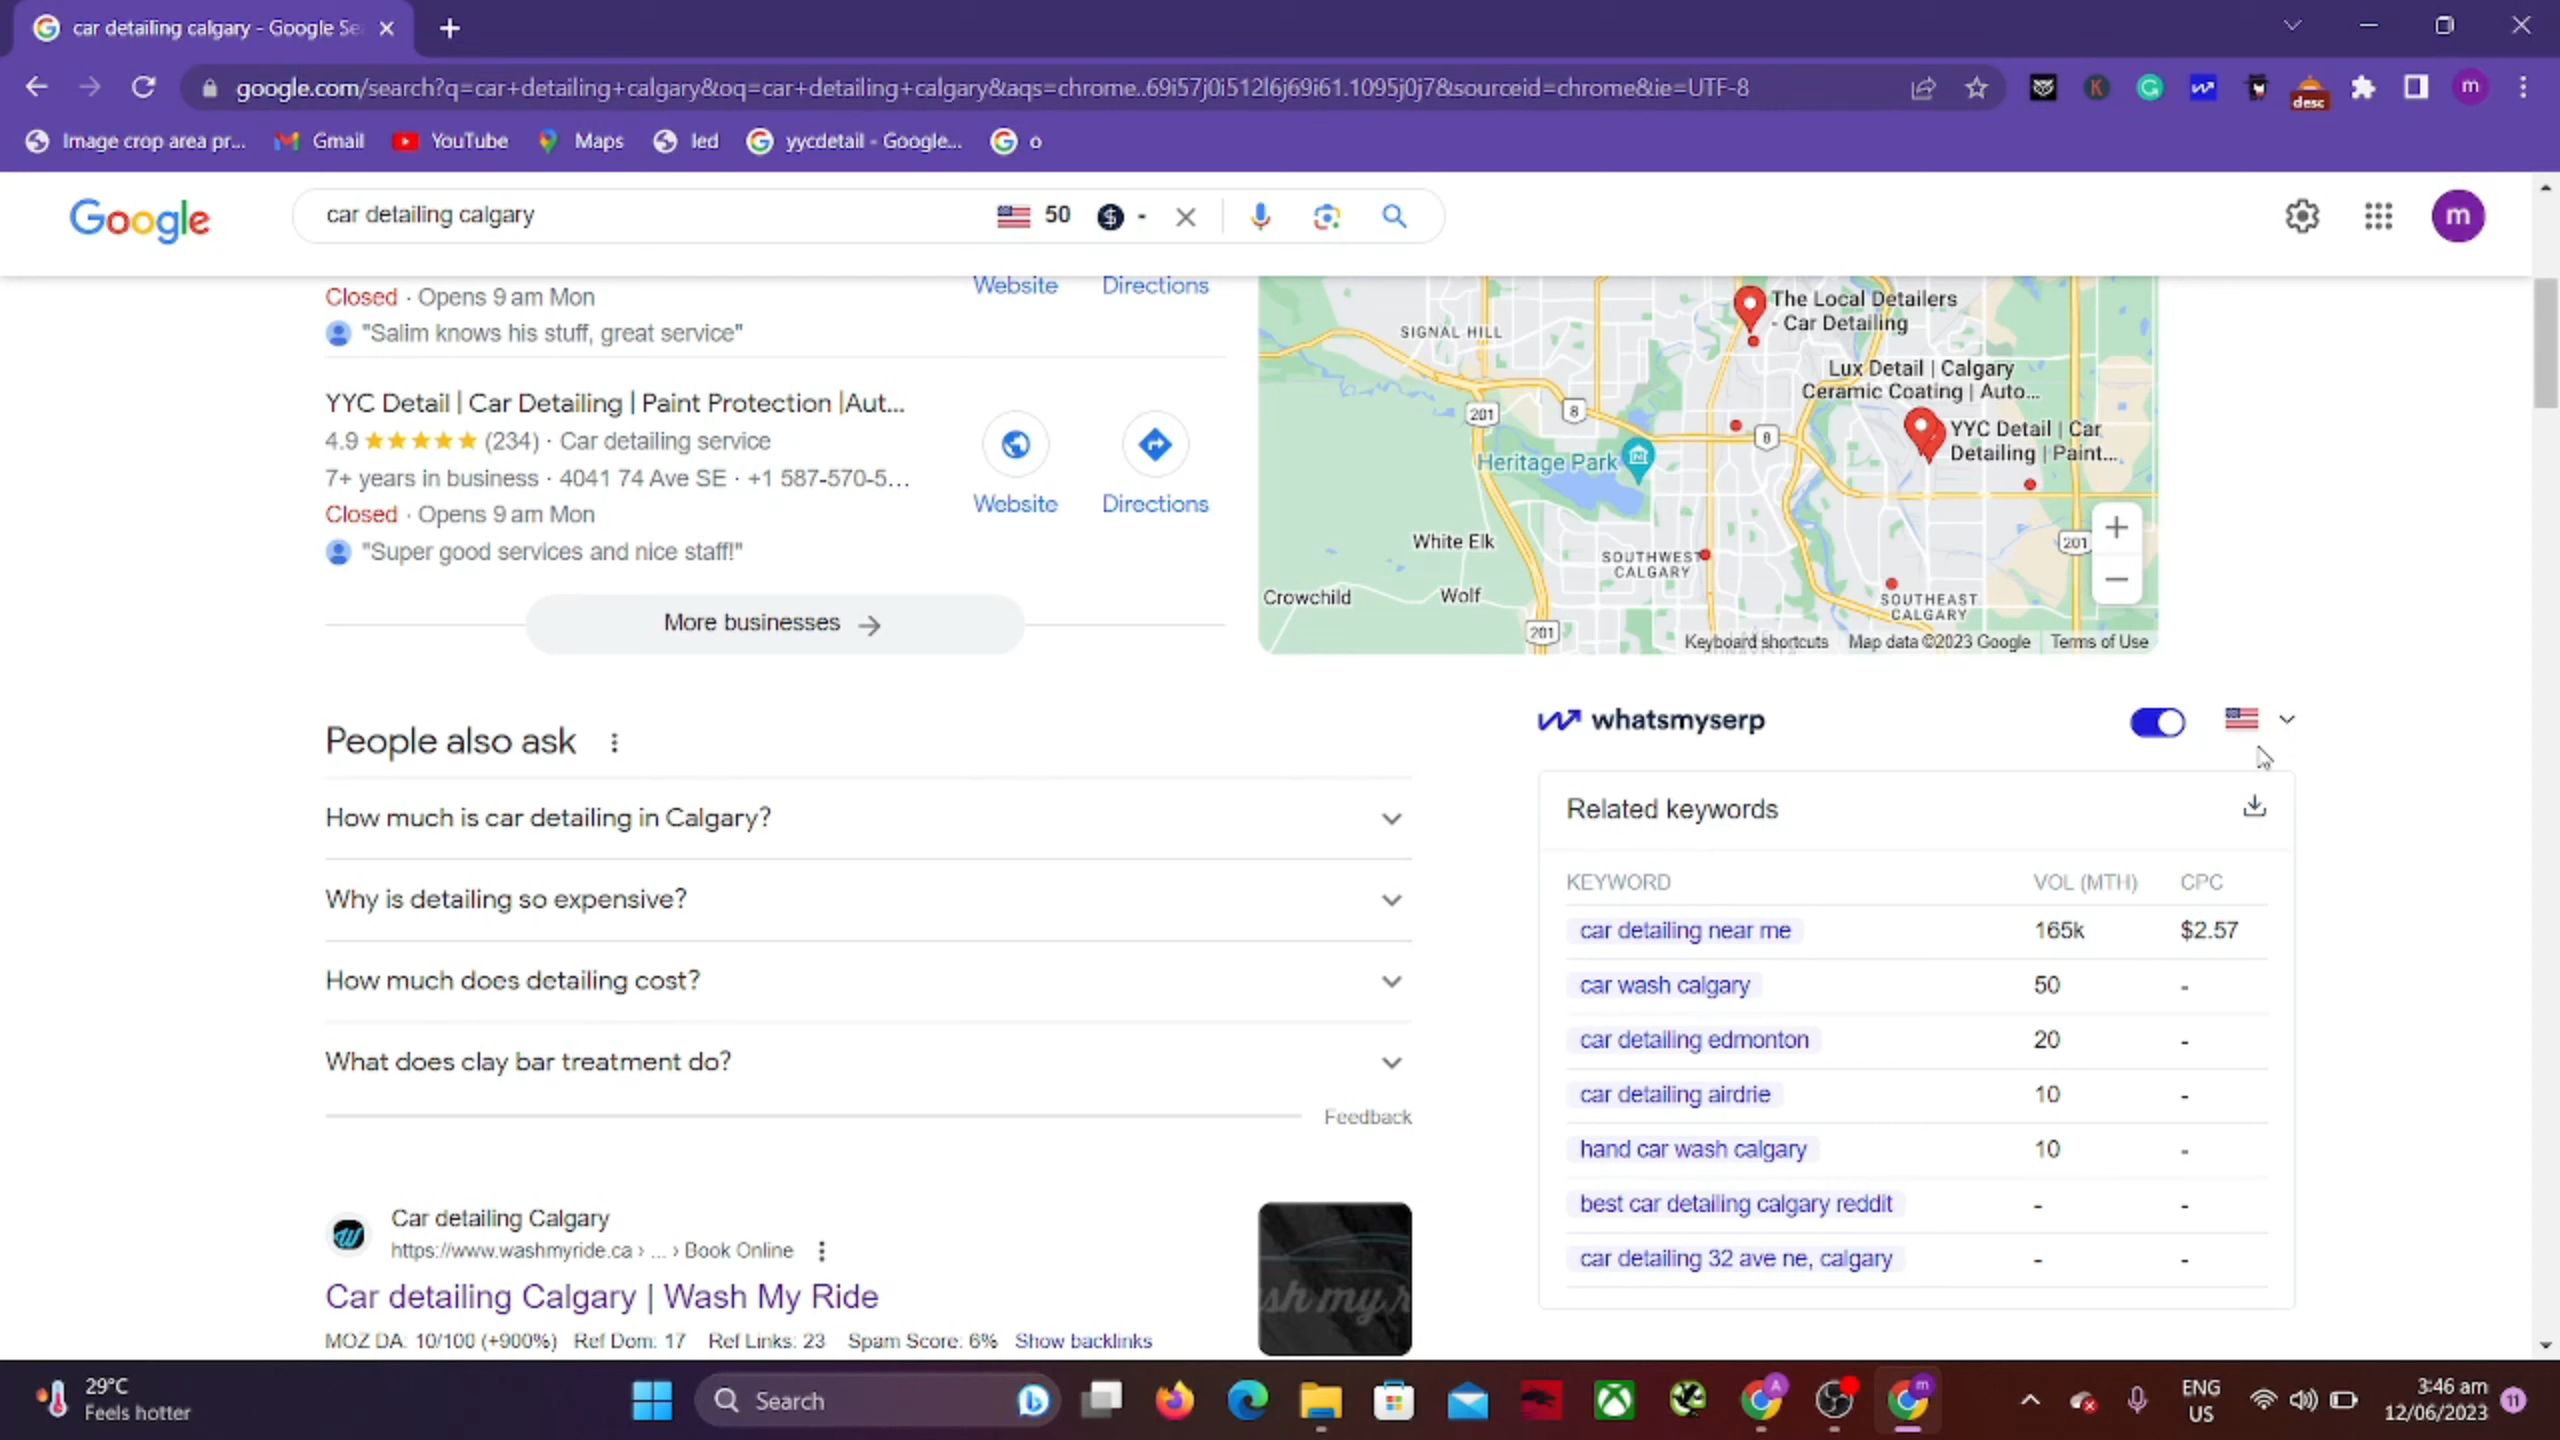 car detailing calgary - Google Se
google.com/search?q=car+detailing+calgary&oq=car+detailing+calgary&aqs=chrome..69i57j0i512l6j69i61.1095j0j7&sourceid=chrome&ie=UTF-8
desc
m
Image crop area pr...
Gmail
YouTube
Maps
led
yycdetail - Google...
o
Google
car detailing calgary
50
-
m
Closed · Opens 9 am Mon
"Salim knows his stuff, great service"
Website
Directions
YYC Detail | Car Detailing | Paint Protection |Aut...
4.9 (234) · Car detailing service
7+ years in business · 4041 74 Ave SE · +1 587-570-5...
Closed · Opens 9 am Mon
"Super good services and nice staff!"
Website
Directions
More businesses
The Local Detailers
- Car Detailing
SIGNAL HILL
Lux Detail | Calgary
Ceramic Coating | Auto...
201
8
8
YYC Detail | Car
Detailing | Paint...
Heritage Park
White Elk
SOUTHWEST
CALGARY
201
Crowchild
Wolf
SOUTHEAST
CALGARY
201
Keyboard shortcuts
Map data ©2023 Google
Terms of Use
People also ask
How much is car detailing in Calgary?
Why is detailing so expensive?
How much does detailing cost?
What does clay bar treatment do?
Feedback
Car detailing Calgary
https://www.washmyride.ca › ... › Book Online
Car detailing Calgary | Wash My Ride
MOZ DA: 10/100 (+900%) Ref Dom: 17 Ref Links: 23 Spam Score: 6% Show backlinks
sh my r
whatsmyserp
Related keywords
KEYWORD VOL (MTH) CPC
car detailing near me 165k $2.57
car wash calgary 50 -
car detailing edmonton 20 -
car detailing airdrie 10 -
hand car wash calgary 10 -
best car detailing calgary reddit - -
car detailing 32 ave ne, calgary - -
29°C
Feels hotter
Search
ENG
US
3:46 am
12/06/2023
11